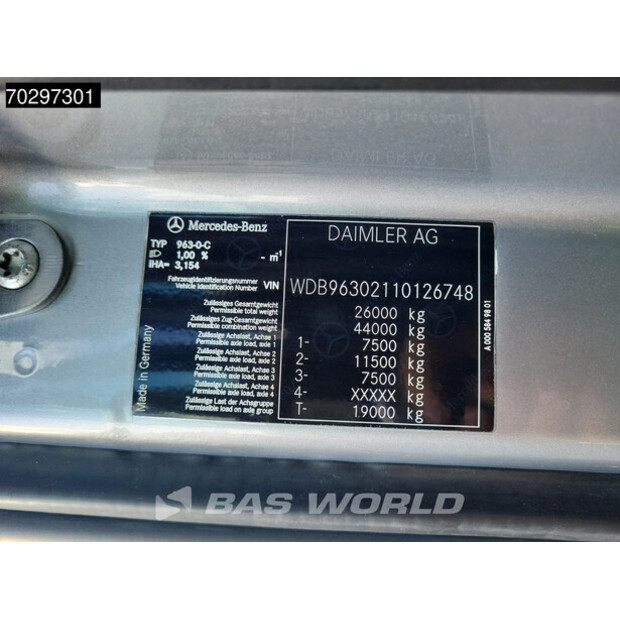 70297301
Mercedes-Benz
DAIMLER AG
TYP 963-0-C
1,00 % - m⁻¹
iHA= 3,154
Fahrzeugidentifizierungsnummer
Vehicle Identification Number VIN WDB96302110126748
Zulässiges Gesamtgewicht
Permissible total weight 26000 kg
Zulässiges Zug-Gesamtgewicht
Permissible combination weight 44000 kg
Zulässige Achslast, Achse 1
Permissible axle load, axle 1 1- 7500 kg
Zulässige Achslast, Achse 2
Permissible axle load, axle 2 2- 11500 kg
Zulässige Achslast, Achse 3
Permissible axle load, axle 3 3- 7500 kg
Zulässige Achslast, Achse 4
Permissible axle load, axle 4 4- XXXXX kg
Zulässige Last der Achsgruppe
Permissible load on axle group T- 19000 kg
Made in Germany
A 000 584 98 01
BAS WORLD